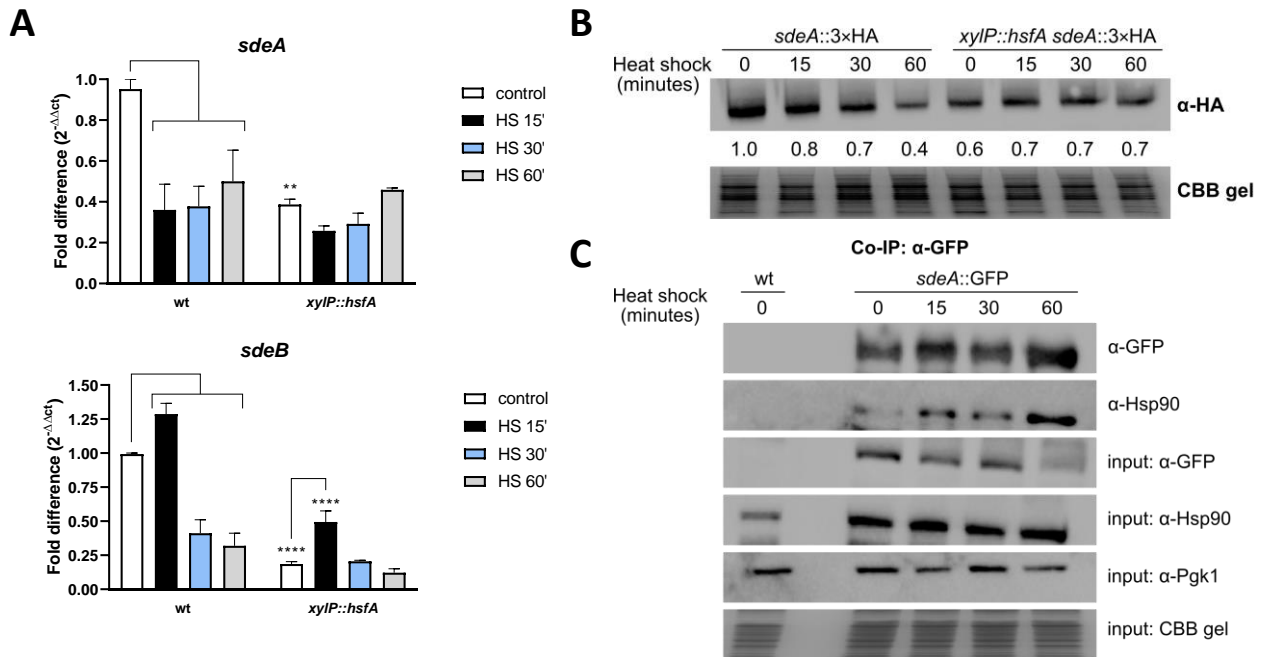 A
sdeA
Fold difference (2^-ΔΔct)
1.0
0.8
0.6
0.4
0.2
0.0
**
wt
xylP::hsfA
control
HS 15'
HS 30'
HS 60'
sdeB
Fold difference (2^-ΔΔct)
1.50
1.25
1.00
0.75
0.50
0.25
0.00
****
****
wt
xylP::hsfA
control
HS 15'
HS 30'
HS 60'
B
sdeA::3×HA xylP::hsfA sdeA::3×HA
Heat shock 0 15 30 60 0 15 30 60
(minutes)
α-HA
1.0 0.8 0.7 0.4 0.6 0.7 0.7 0.7
CBB gel
C
Co-IP: α-GFP
wt sdeA::GFP
Heat shock
(minutes) 0 0 15 30 60
α-GFP
α-Hsp90
input: α-GFP
input: α-Hsp90
input: α-Pgk1
input: CBB gel